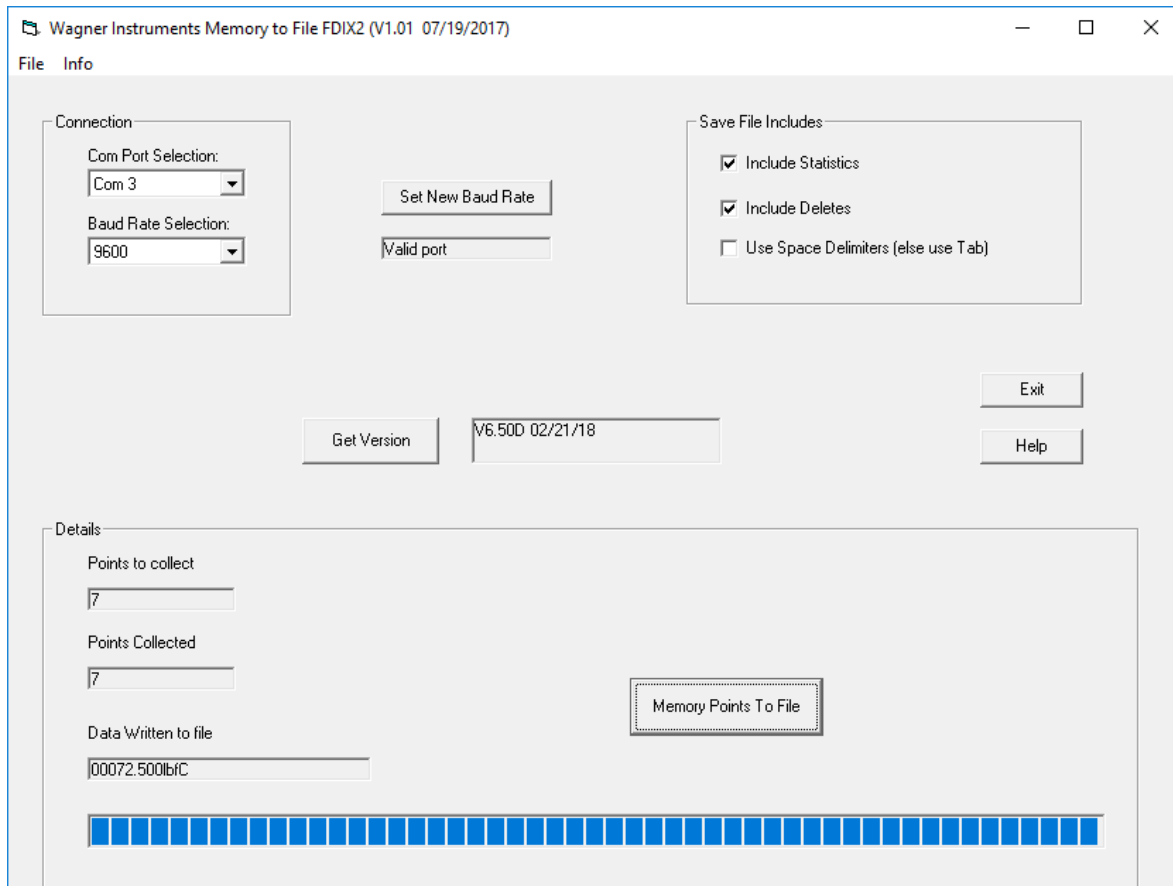 Wagner Instruments Memory to File FDIX2 (V1.01  07/19/2017)
File Info
Connection
Com Port Selection:
Com 3
Baud Rate Selection:
9600
Set New Baud Rate
Valid port
Save File Includes
Include Statistics
Include Deletes
Use Space Delimiters (else use Tab)
Exit
Help
Get Version
V6.50D 02/21/18
Details
Points to collect
7
Points Collected
7
Data Written to file
00072.500lbfC
Memory Points To File